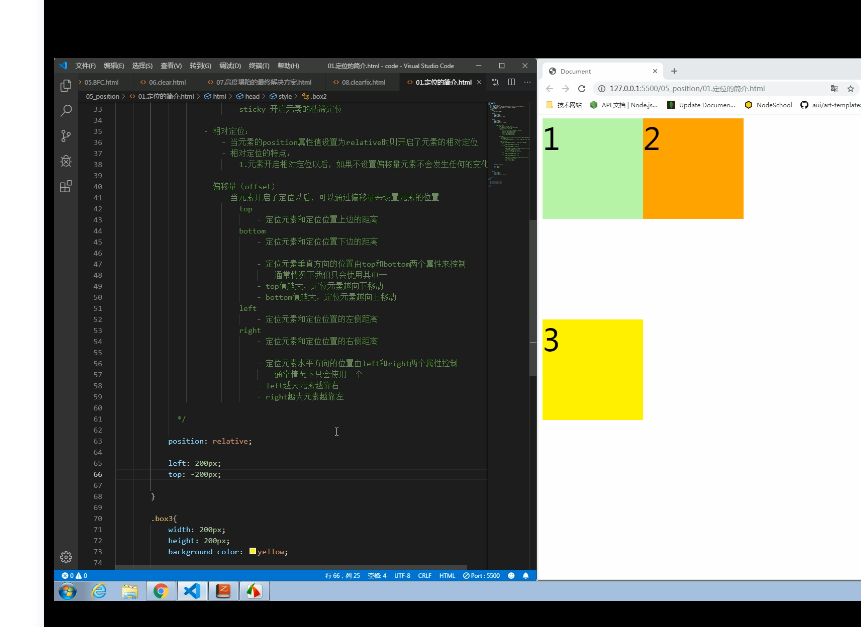 文件(F) 编辑(E) 选择(S) 查看(V) 转到(G) 调试(D) 终端(T) 帮助(H) 01.定位的简介.html - code - Visual Studio Code
05.BFC.html 06.clear.html 07.高度塌陷的最终解决方案.html 08.clearfix.html 01.定位的简介.html
05_position > 01.定位的简介.html > html > head > style > .box2
33 sticky 开启元素的粘滞定位
34
35 - 相对定位：
36 - 当元素的position属性值设置为relative时则开启了元素的相对定位
37 - 相对定位的特点：
38 1.元素开启相对定位以后，如果不设置偏移量元素不会发生任何的变化
39
40 偏移量（offset）
41 当元素开启了定位以后，可以通过偏移量来设置元素的位置
42 top
43 - 定位元素和定位位置上边的距离
44 bottom
45 - 定位元素和定位位置下边的距离
46
47 - 定位元素垂直方向的位置由top和bottom两个属性来控制
48 通常情况下我们只会使用其中一
49 - top值越大，定位元素越向下移动
50 - bottom值越大，定位元素越向上移动
51 left
52 - 定位元素和定位位置的左侧距离
53 right
54 - 定位元素和定位位置的右侧距离
55
56 定位元素水平方向的位置由left和right两个属性控制
57 通常情况下只会使用一个
58 left越大元素越靠右
59 - right越大元素越靠左
60
61 */
62
63 position: relative;
64
65 left: 200px;
66 top: -200px;
67
68 }
69
70 .box3{
71 width: 200px;
72 height: 200px;
73 background-color: yellow;
74
0 0 行 66，列 25 空格: 4 UTF-8 CRLF HTML Port : 5500
Document
127.0.0.1:5500/05_position/01.定位的简介.html
技术网站 API 文档 | Node.js... Update Documen... NodeSchool aui/art-template
1 2
3